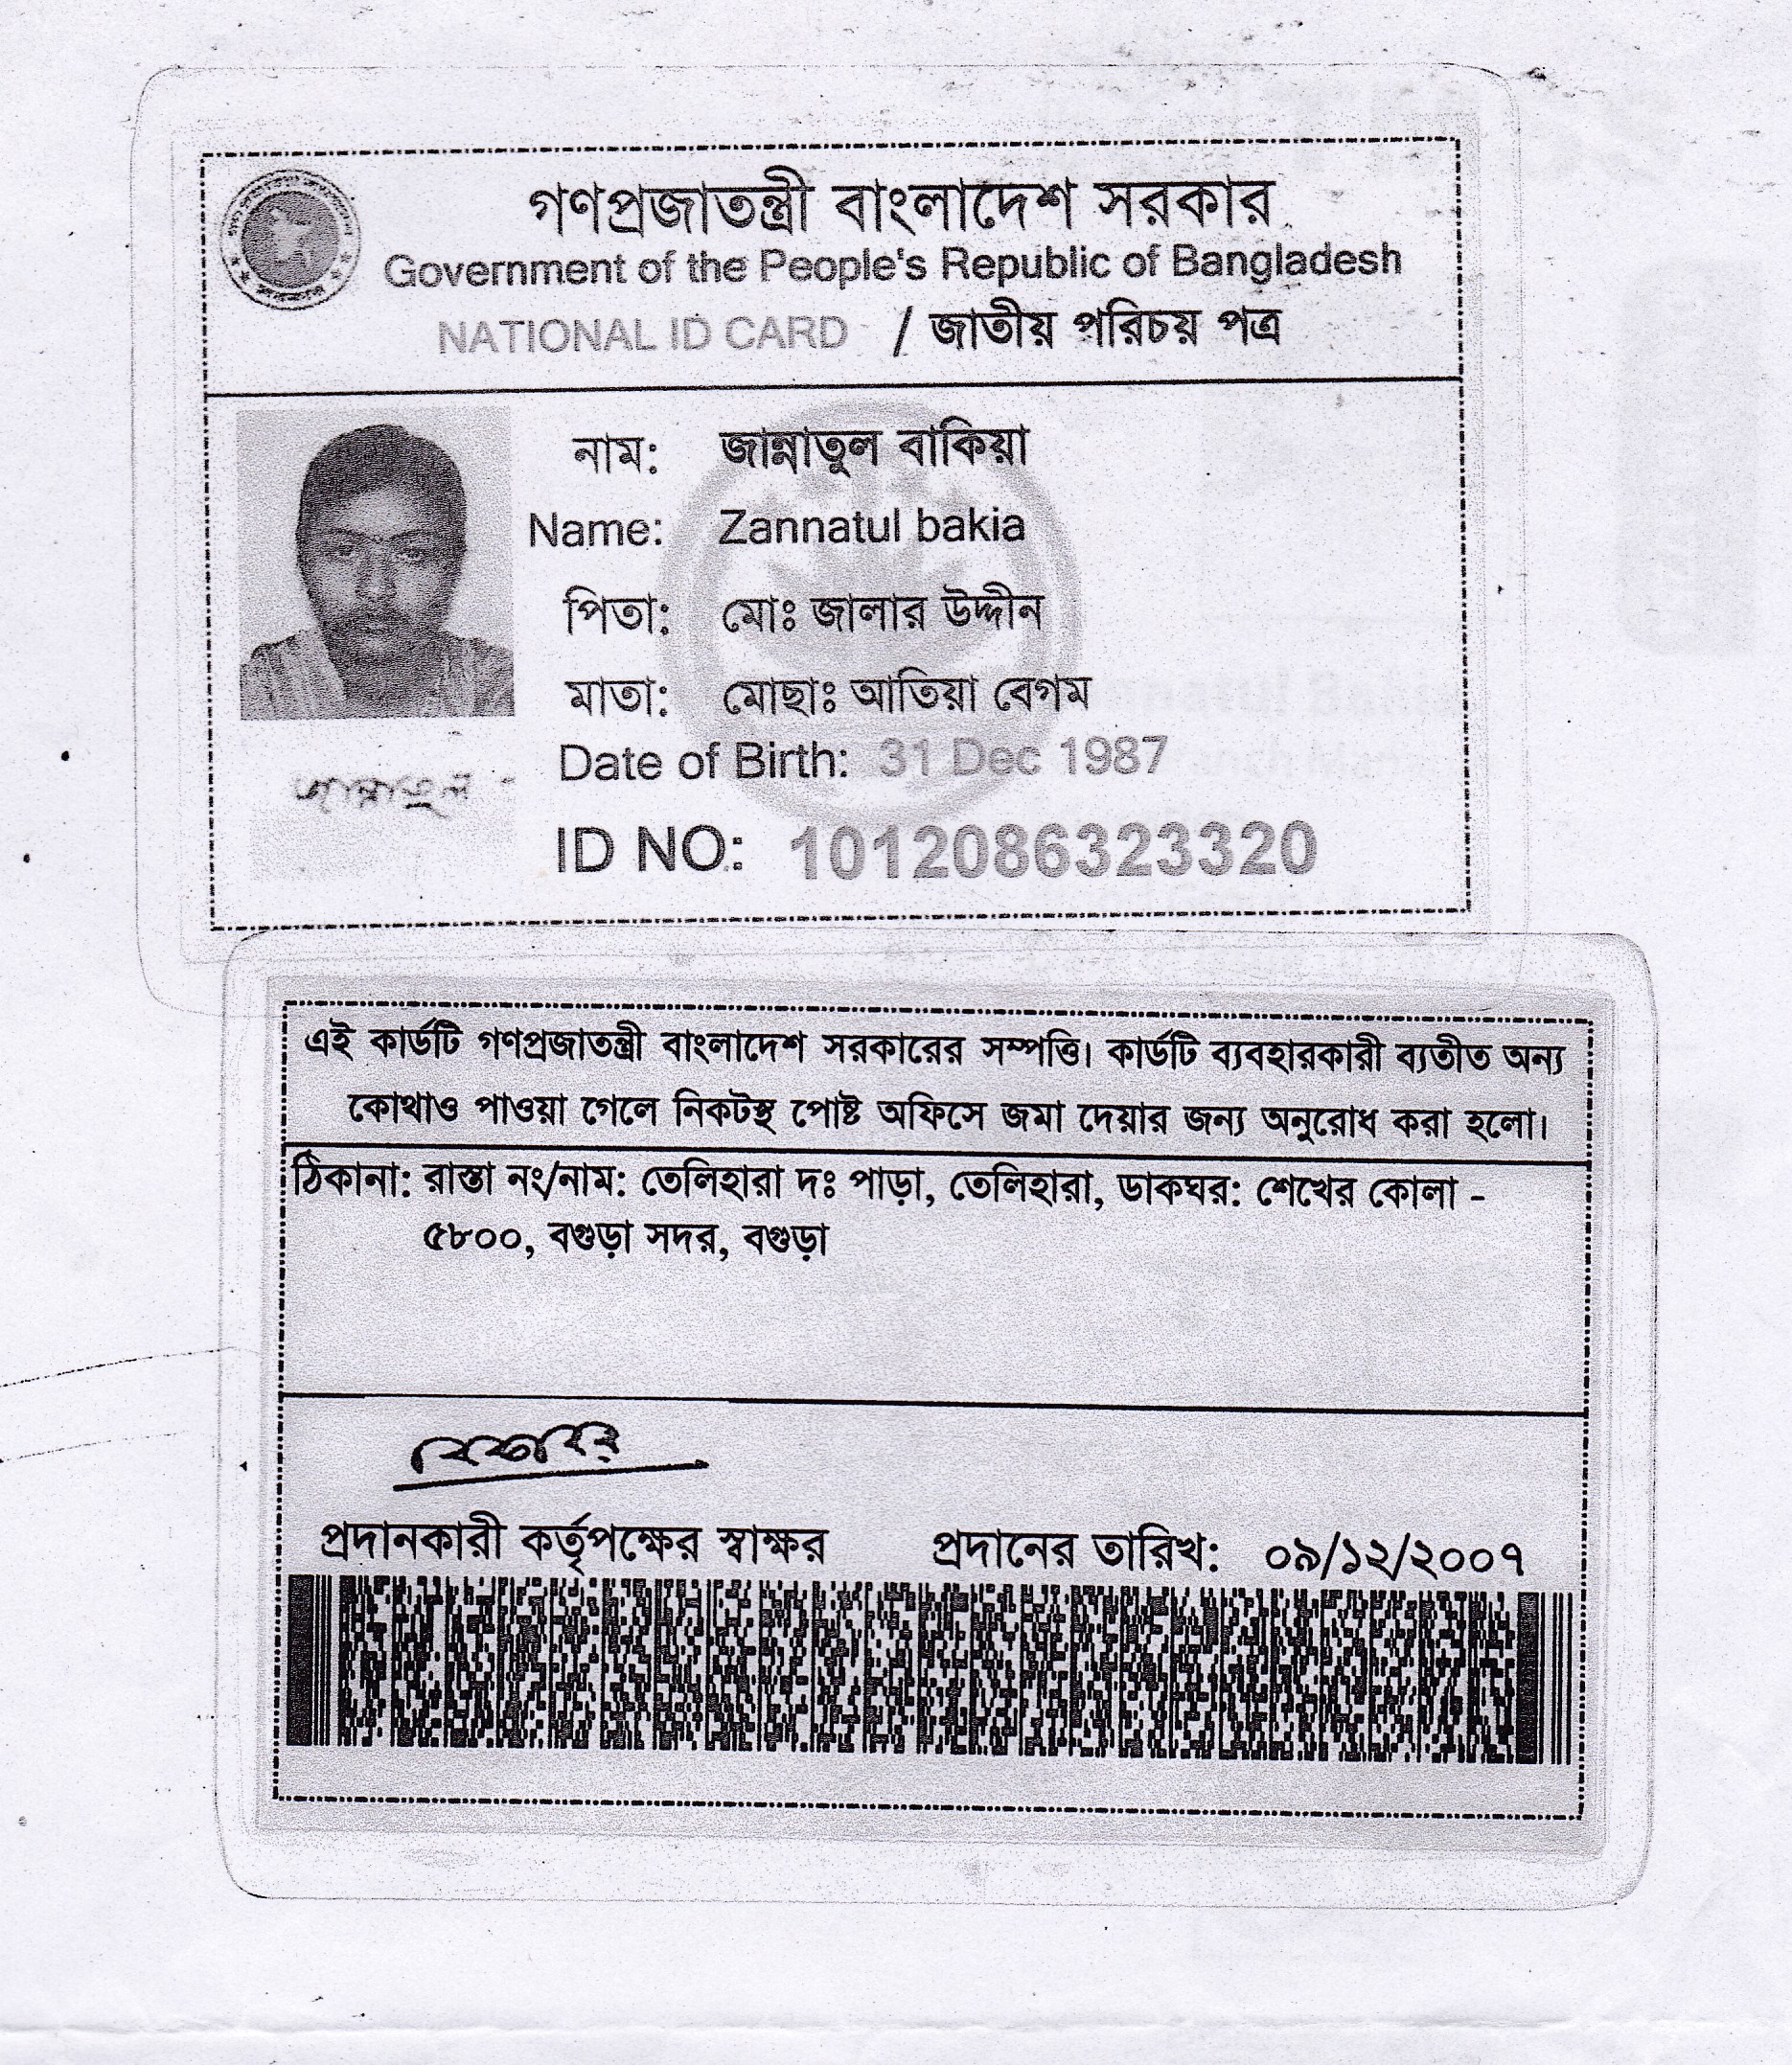 গণপ্রজাতন্ত্রী বাংলাদেশ সরকার
Government of the People's Republic of Bangladesh
NATIONAL ID CARD / জাতীয় পরিচয় পত্র
নাম: জান্নাতুল বাকিয়া
Name: Zannatul bakia
পিতা: মোঃ জালার উদ্দীন
মাতা: মোছাঃ আতিয়া বেগম
Date of Birth: 31 Dec 1987
জান্নাতুল
ID NO: 1012086323320
এই কার্ডটি গণপ্রজাতন্ত্রী বাংলাদেশ সরকারের সম্পত্তি। কার্ডটি ব্যবহারকারী ব্যতীত অন্য
কোথাও পাওয়া গেলে নিকটস্থ পোষ্ট অফিসে জমা দেয়ার জন্য অনুরোধ করা হলো।
ঠিকানা: রাস্তা নং/নাম: তেলিহারা দঃ পাড়া, তেলিহারা, ডাকঘর: শেখের কোলা -
৫৮০০, বগুড়া সদর, বগুড়া
প্রদানকারী কর্তৃপক্ষের স্বাক্ষর প্রদানের তারিখ: ০৯/১২/২০০৭